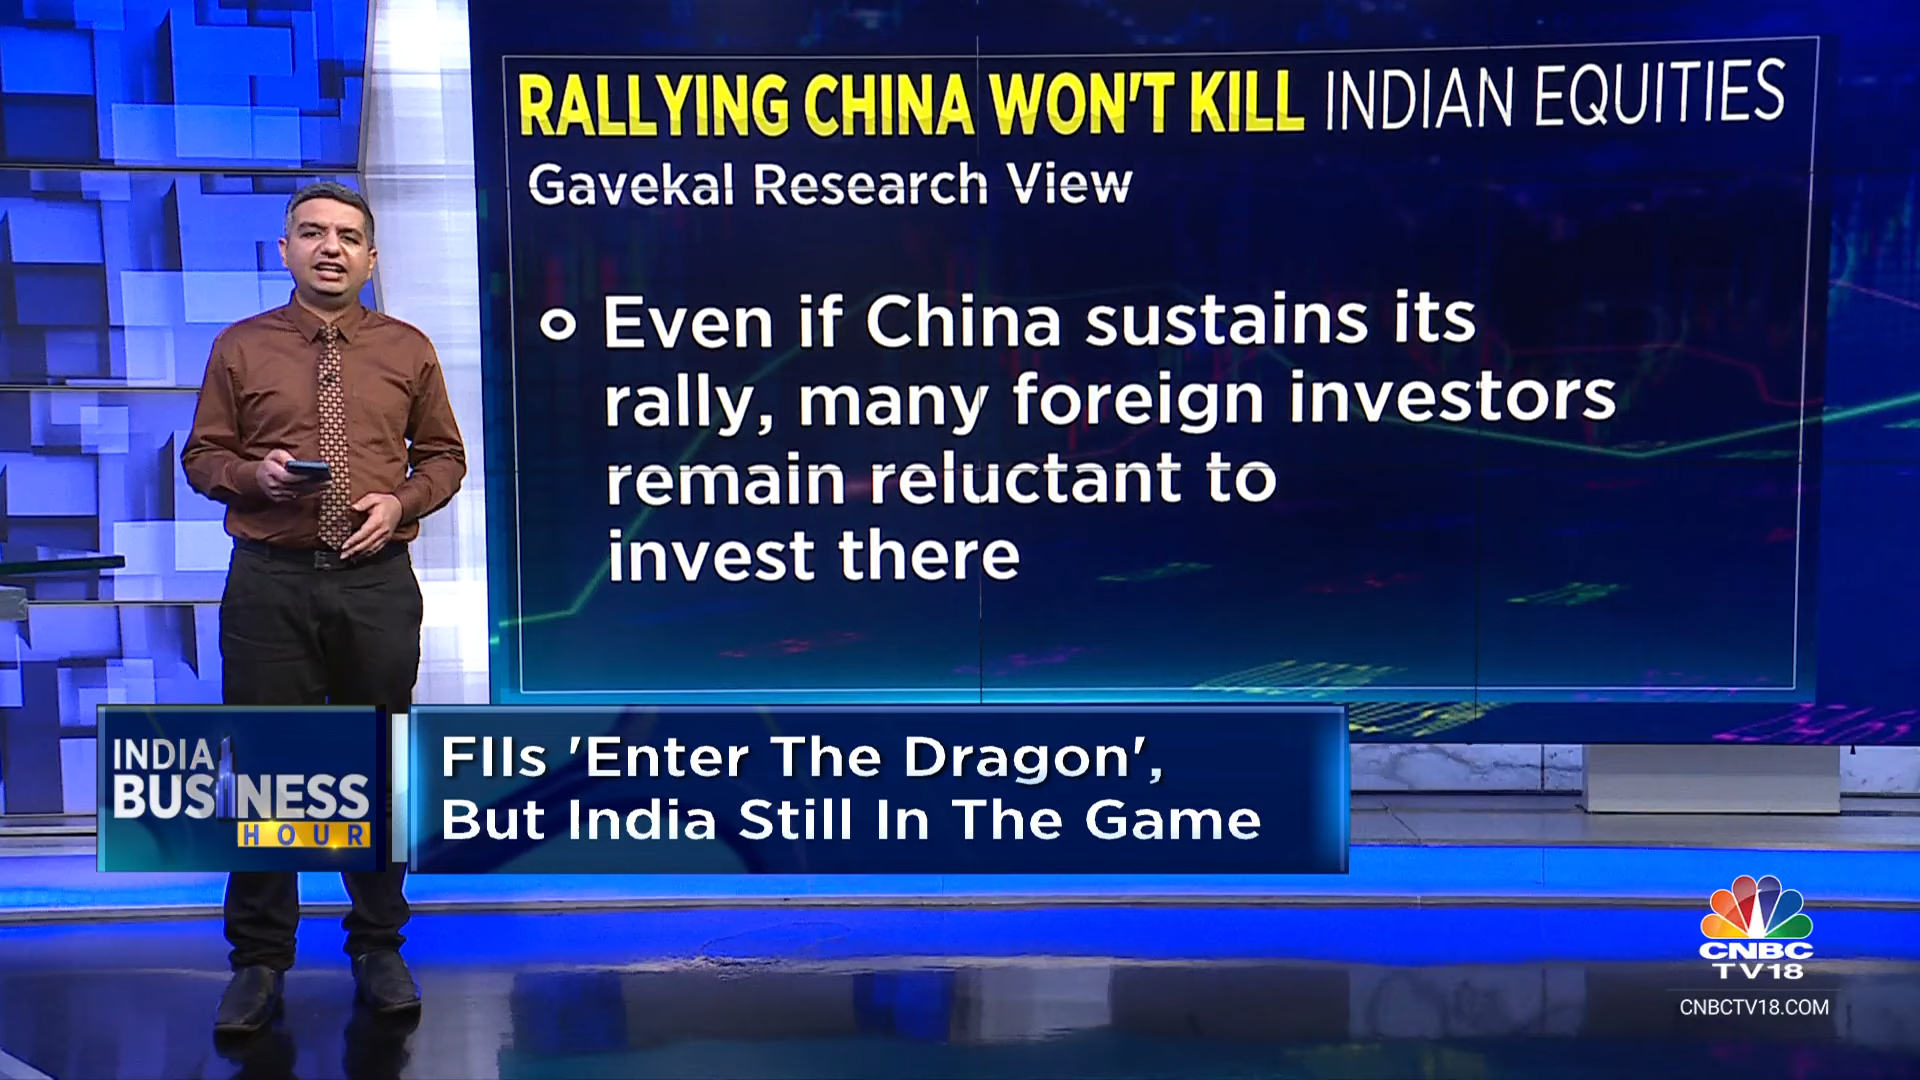 RALLYING CHINA WON'T KILL INDIAN EQUITIES
Gavekal Research View
Even if China sustains its
rally, many foreign investors
remain reluctant to
invest there
INDIA
BUSINESS
HOUR
FIIs 'Enter The Dragon',
But India Still In The Game
CNBC
TV18
CNBCTV18.COM